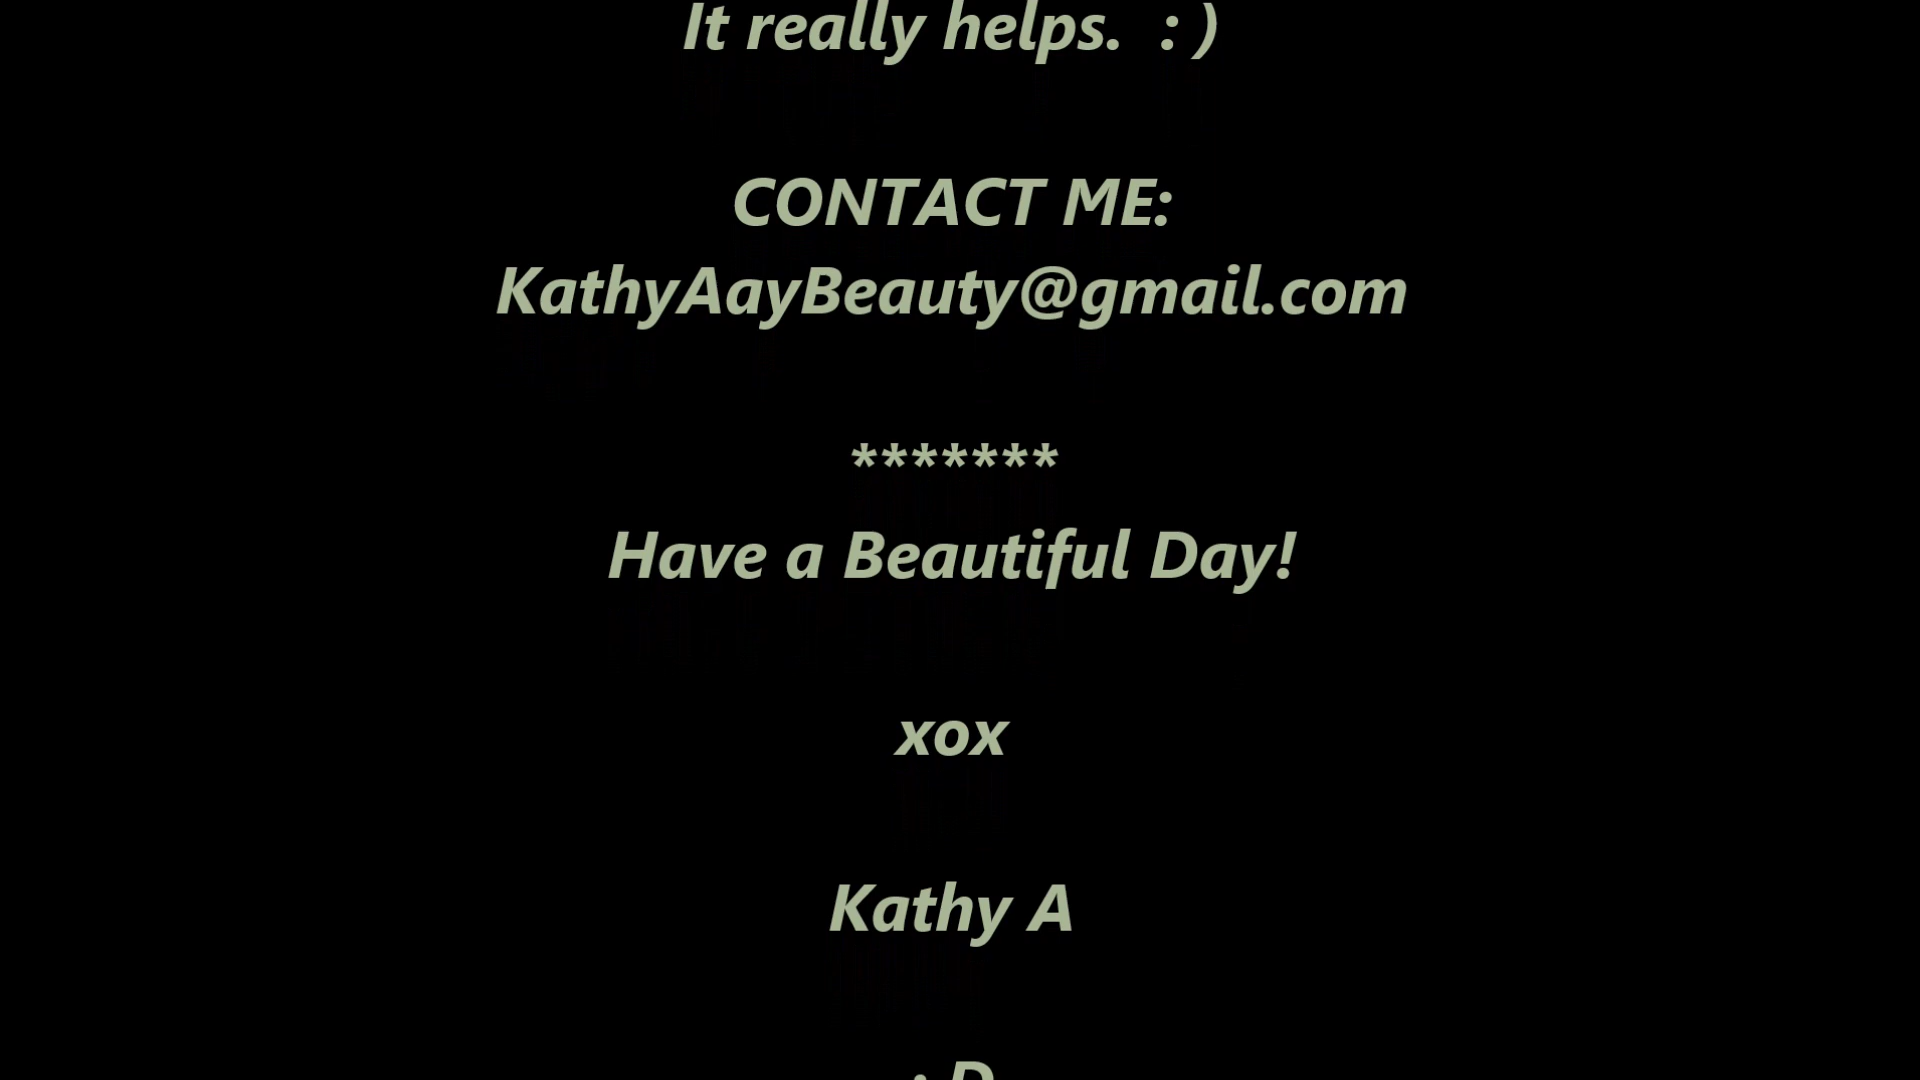 It really helps.  : )
CONTACT ME:
KathyAayBeauty@gmail.com
*******
Have a Beautiful Day!
xox
Kathy A
: D